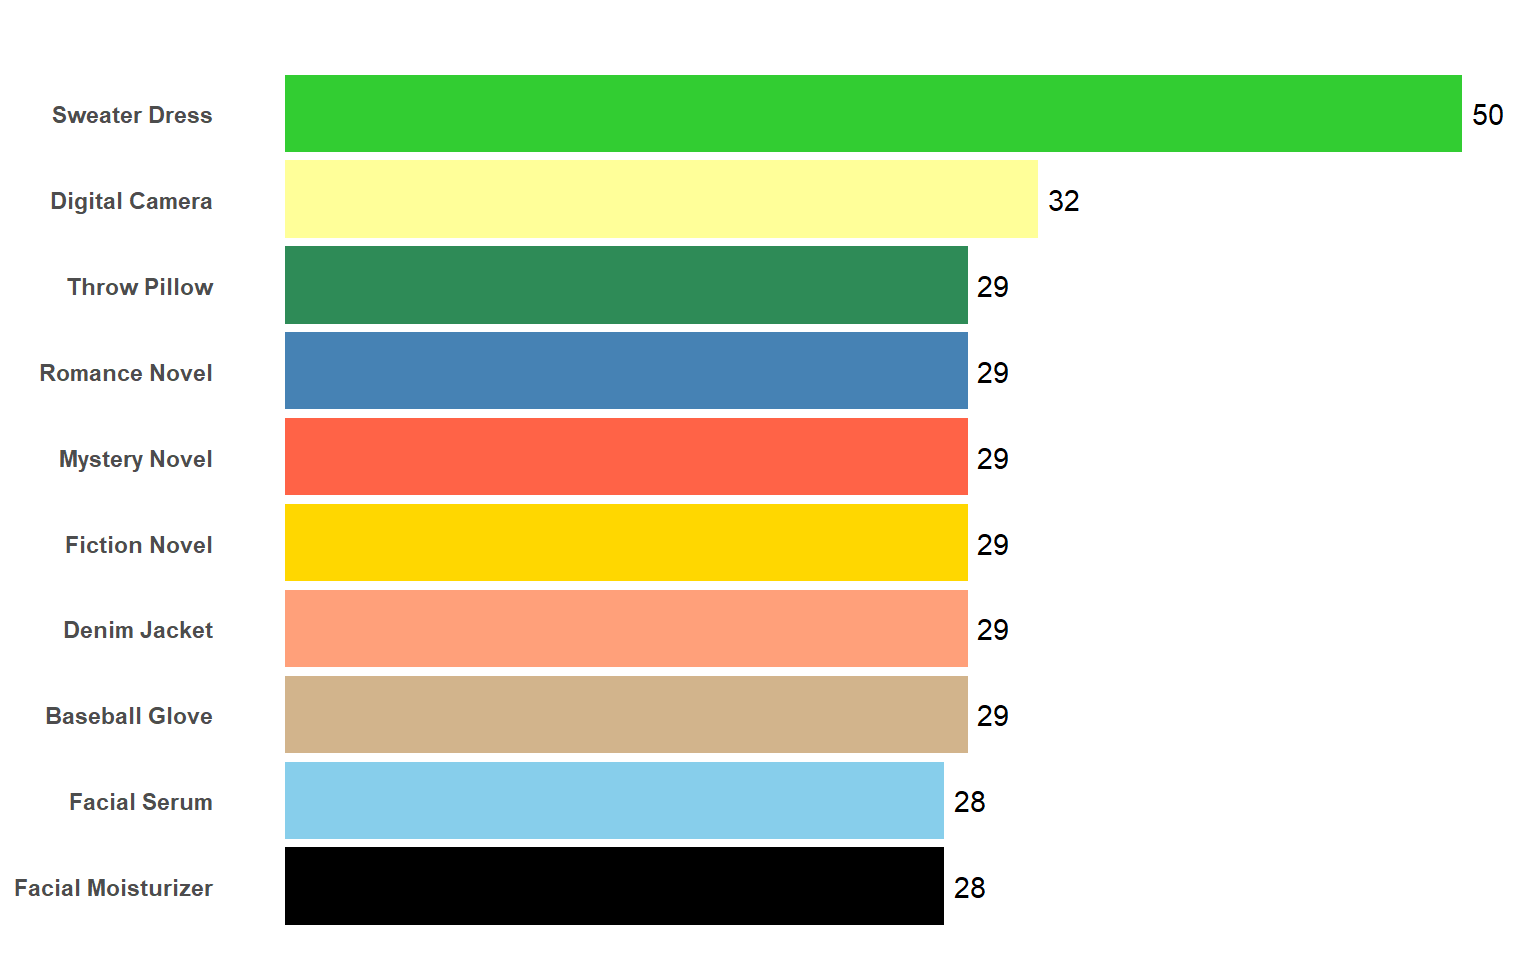 Sweater Dress 50
Digital Camera 32
Throw Pillow 29
Romance Novel 29
Mystery Novel 29
Fiction Novel 29
Denim Jacket 29
Baseball Glove 29
Facial Serum 28
Facial Moisturizer 28